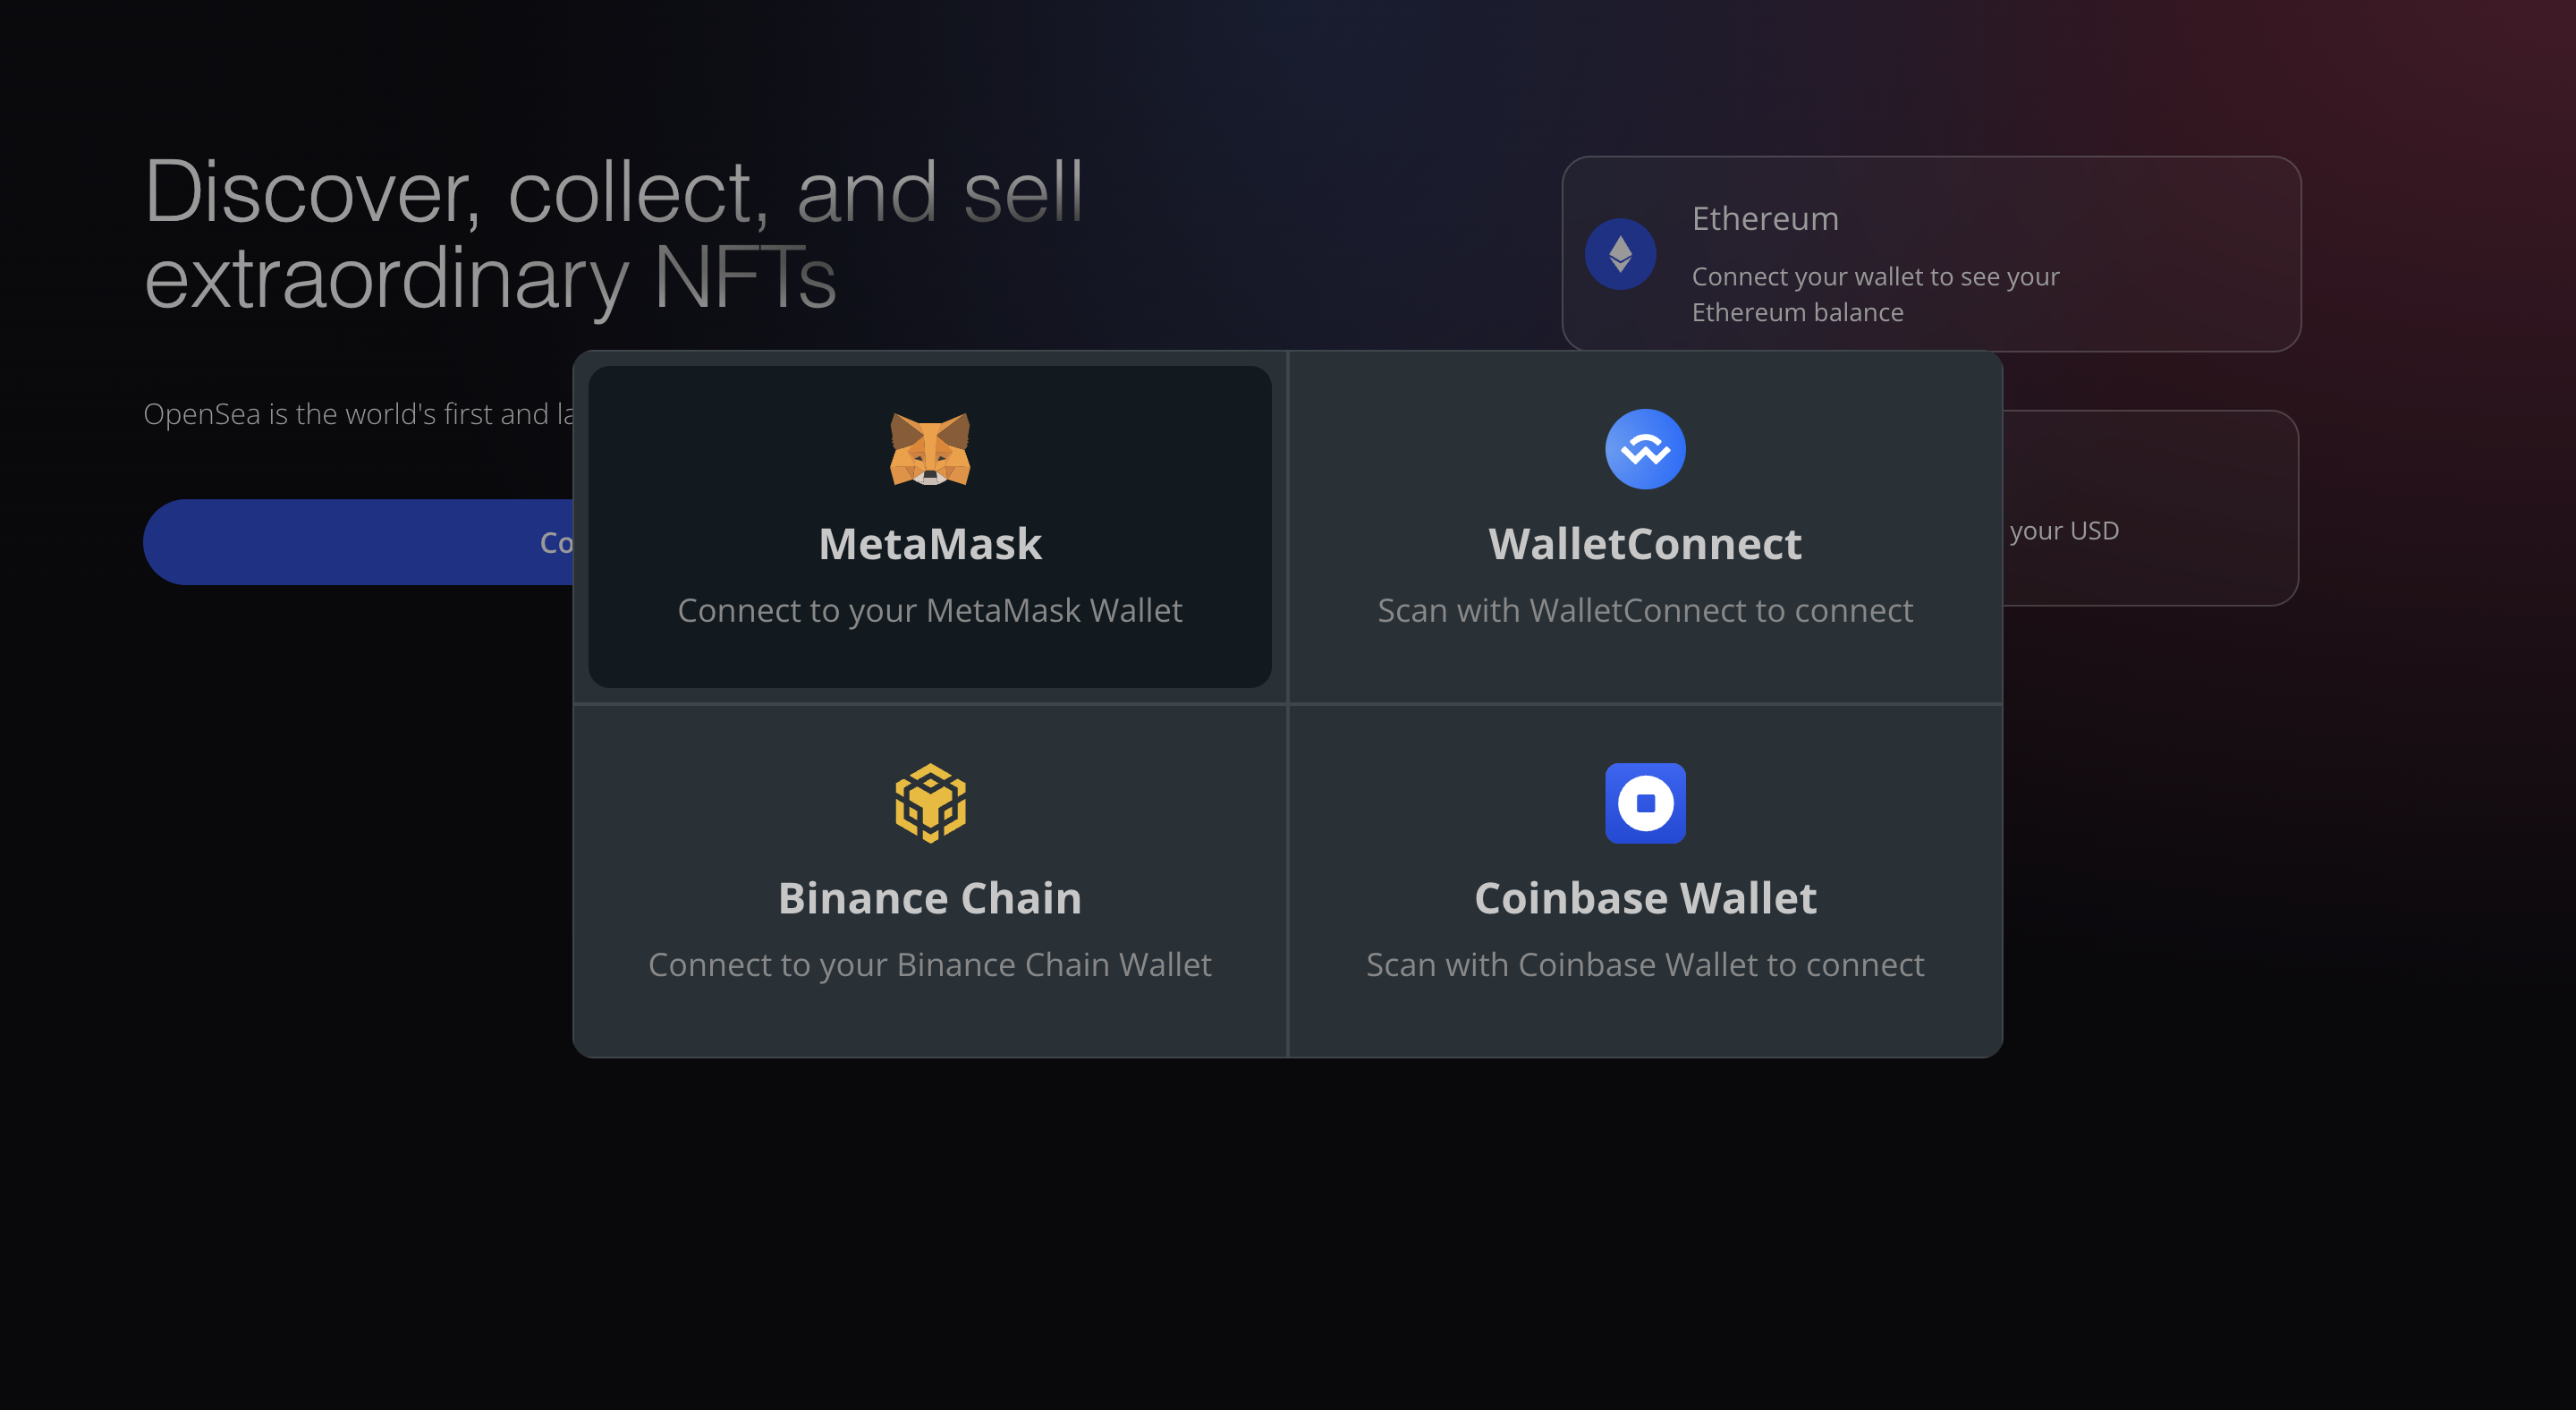 Discover, collect, and sell
extraordinary NFTs
OpenSea is the world's first and
Ethereum
Connect your wallet to see your
Ethereum balance
your USD
MetaMask
Connect to your MetaMask Wallet
WalletConnect
Scan with WalletConnect to connect
Binance Chain
Connect to your Binance Chain Wallet
Coinbase Wallet
Scan with Coinbase Wallet to connect